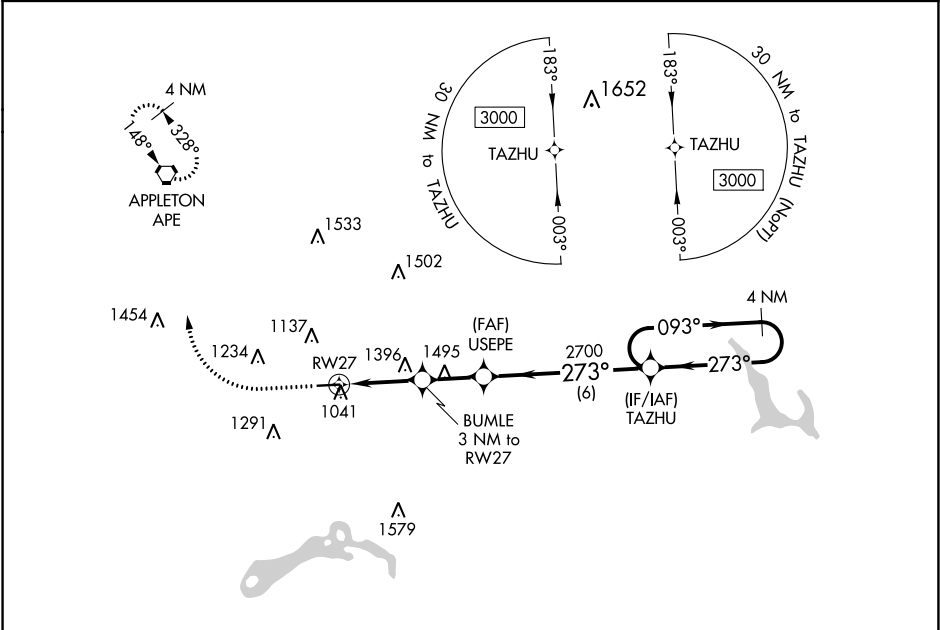 4 NM
148°
328°
APPLETON
APE
183°
30 NM to TAZHU
3000
TAZHU
003°
1652
183°
30 NM to TAZHU (NoPT)
TAZHU
3000
003°
1533
1502
1454
1137
1234
RW27
1041
1291
1396
1495
(FAF)
USEPE
BUMLE
3 NM to
RW27
2700
273°
(6)
093°
4 NM
273°
(IF/IAF)
TAZHU
1579